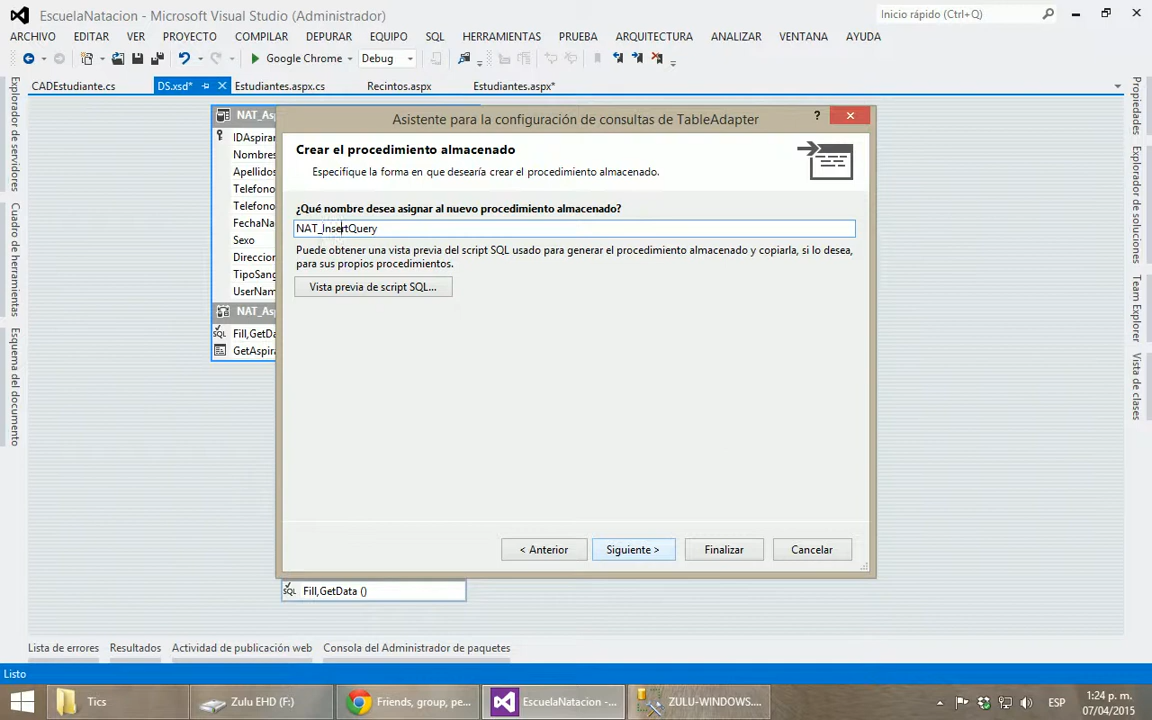 EscuelaNatacion - Microsoft Visual Studio (Administrador)
Inicio rápido (Ctrl+Q)
ARCHIVO EDITAR VER PROYECTO COMPILAR DEPURAR EQUIPO SQL HERRAMIENTAS PRUEBA ARQUITECTURA ANALIZAR VENTANA AYUDA
Google Chrome Debug
CADEstudiante.cs DS.xsd* Estudiantes.aspx.cs Recintos.aspx Estudiantes.aspx*
Explorador de servidores
Cuadro de herramientas
Esquema del documento
NAT_Asp
IDAspirar
Nombres
Apellidos
Telefono
Telefono
FechaNa
Sexo
Direccion
TipoSang
UserNam
NAT_Asp
Fill,GetDa
GetAspira
Asistente para la configuración de consultas de TableAdapter
?
Crear el procedimiento almacenado
Especifique la forma en que desearía crear el procedimiento almacenado.
¿Qué nombre desea asignar al nuevo procedimiento almacenado?
NAT_InsertQuery
Puede obtener una vista previa del script SQL usado para generar el procedimiento almacenado y copiarla, si lo desea,
para sus propios procedimientos.
Vista previa de script SQL...
< Anterior Siguiente > Finalizar Cancelar
SQL Fill,GetData ()
Propiedades
Explorador de soluciones
Team Explorer
Vista de clases
Lista de errores Resultados Actividad de publicación web Consola del Administrador de paquetes
Listo
Tics Zulu EHD (F:) Friends, group, pe... EscuelaNatacion -... ZULU-WINDOWS.... ESP
1:24 p. m.
07/04/2015